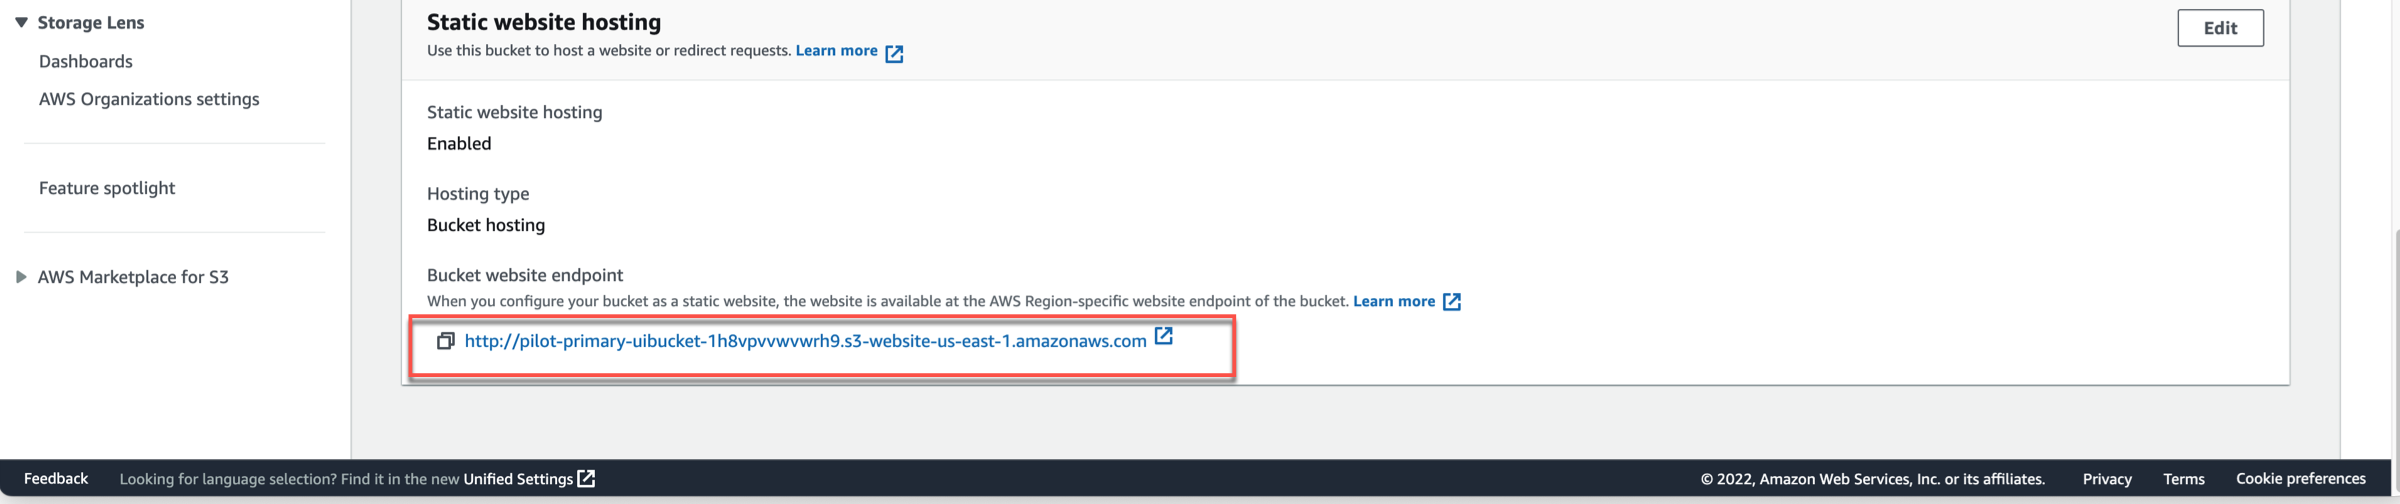 Storage Lens
Dashboards
AWS Organizations settings
Feature spotlight
AWS Marketplace for S3
Static website hosting
Use this bucket to host a website or redirect requests. Learn more
Edit
Static website hosting
Enabled
Hosting type
Bucket hosting
Bucket website endpoint
When you configure your bucket as a static website, the website is available at the AWS Region-specific website endpoint of the bucket. Learn more
http://pilot-primary-uibucket-1h8vpvvwvwrh9.s3-website-us-east-1.amazonaws.com
Feedback Looking for language selection? Find it in the new Unified Settings © 2022, Amazon Web Services, Inc. or its affiliates. Privacy Terms Cookie preferences